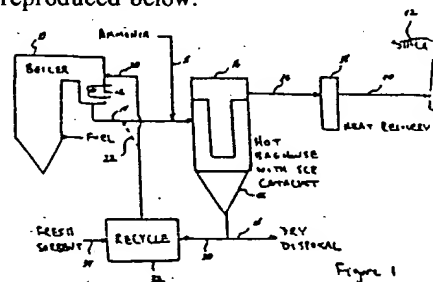 reproduced below.
AMMONIA
BOILER
FUEL
STACK
HEAT RECOVERY
HOT
BAGHOUSE
WITH SCR
CATALYST
FRESH
SORBENT
RECYCLE
DRY
DISPOSAL
Figure 1